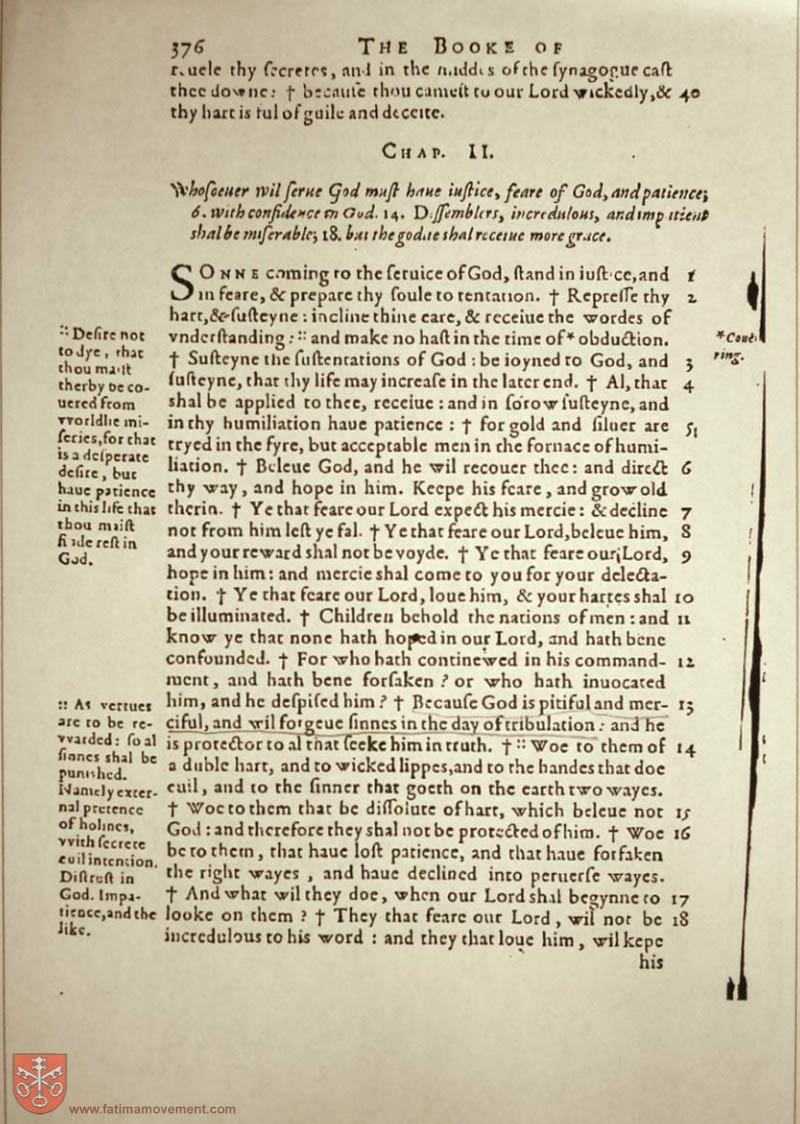 376 THE BOOKE OF
reuele thy ſecretes, and in the middes of the ſynagogue caſt
thee downe: † becauſe thou cameſt to our Lord wickedly, & 40
thy hart is ful of guile and deceite.
CHAP. II.
Whoſoeuer wil ſerue God muſt haue iuſtice, feare of God, and patience;
6. with confidence in God. 14. Diſſemblers, incredulous, and impatient
shal be miſerable; 18. but the godlie shal receiue more grace.
SONNE coming to the ſeruice of God, ſtand in iuſtice, and 1
in feare, & prepare thy ſoule to tentation. † Repreſſe thy 2
hart, & ſuſteyne: incline thine eare, & receiue the wordes of
vnderſtanding: :: and make no haſt in the time of * obduction.
† Suſteyne the ſuſtentations of God: be ioyned to God, and 3
ſuſteyne, that thy life may increaſe in the later end. † Al, that 4
shal be applied to thee, receiue: and in ſorow ſuſteyne, and
in thy humiliation haue patience: † for gold and ſiluer are 5
tryed in the fyre, but acceptable men in the fornace of humi-
liation. † Beleue God, and he wil recouer thee: and direct 6
thy way, and hope in him. Keepe his feare, and grow old
therin. † Ye that feare our Lord expect his mercie: & decline 7
not from him leſt ye fal. † Ye that feare our Lord, beleue him, 8
and your reward shal not be voyde. † Ye that feare our Lord, 9
hope in him: and mercie shal come to you for your delecta-
tion. † Ye that feare our Lord, loue him, & your hartes shal 10
be illuminated. † Children behold the nations of men: and 11
know ye that none hath hoped in our Lord, and hath bene
confounded. † For who hath continewed in his command- 12
ment, and hath bene forſaken? or who hath inuocated
him, and he deſpiſed him? † Becauſe God is pitiful and mer- 13
ciful, and wil forgeue ſinnes in the day of tribulation: and he
is protector to al that ſeeke him in truth. † :: Woe to them of 14
a duble hart, and to wicked lippes, and to the handes that doe
euil, and to the ſinner that goeth on the earth two wayes.
† Woe to them that be diſſolute of hart, which beleue not 15
God: and therefore they shal not be protected of him. † Woe 16
be to them, that haue loſt patience, and that haue forſaken
the right wayes, and haue declined into peruerſe wayes.
† And what wil they doe, when our Lord shal begynne to 17
looke on them? † They that feare our Lord, wil not be 18
incredulous to his word: and they that loue him, wil kepe
his
:: Deſire not
to dye, that
thou maiſt
therby be co-
uered from
worldlie mi-
ſeries, for that
is a deſperate
deſire, but
haue patience
in this life that
thou maiſt
finde reſt in
God.
:: As vertues
are to be re-
warded: ſo al
ſinnes shal be
punished.
Namely exter-
nal pretence
of holines,
with ſecrete
euil intention.
Diſtruſt in
God. Impa-
tience, and the
like.
ring.
www.fatimamovement.com